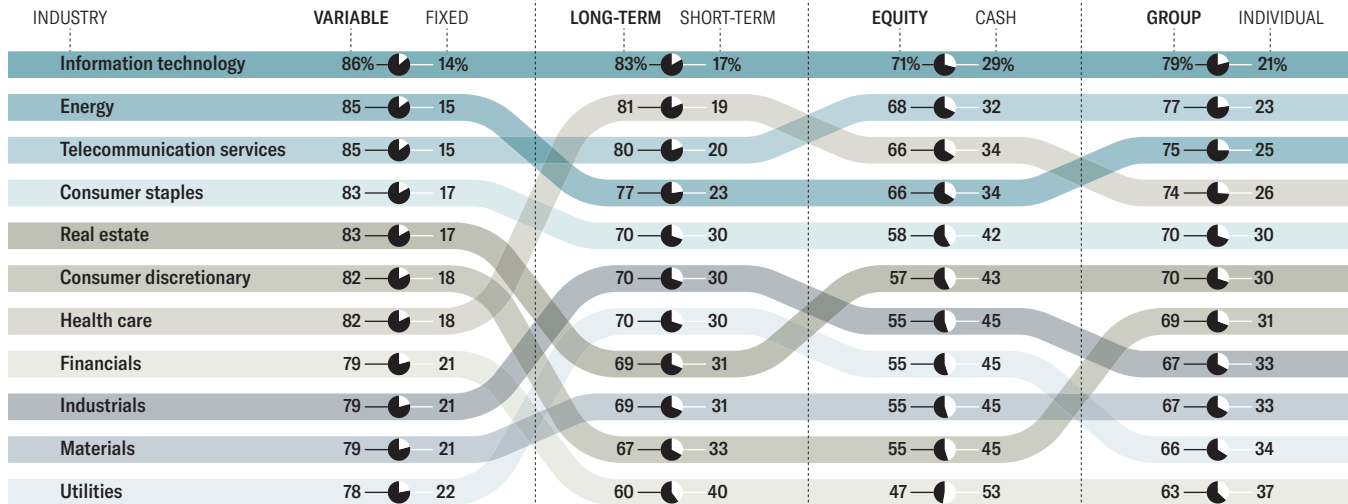 INDUSTRY VARIABLE FIXED LONG-TERM SHORT-TERM EQUITY CASH GROUP INDIVIDUAL
Information technology 86% 14% 83% 17% 71% 29% 79% 21%
Energy 85 15 81 19 68 32 77 23
Telecommunication services 85 15 80 20 66 34 75 25
Consumer staples 83 17 77 23 66 34 74 26
Real estate 83 17 70 30 58 42 70 30
Consumer discretionary 82 18 70 30 57 43 70 30
Health care 82 18 70 30 55 45 69 31
Financials 79 21 69 31 55 45 67 33
Industrials 79 21 69 31 55 45 67 33
Materials 79 21 67 33 55 45 66 34
Utilities 78 22 60 40 47 53 63 37